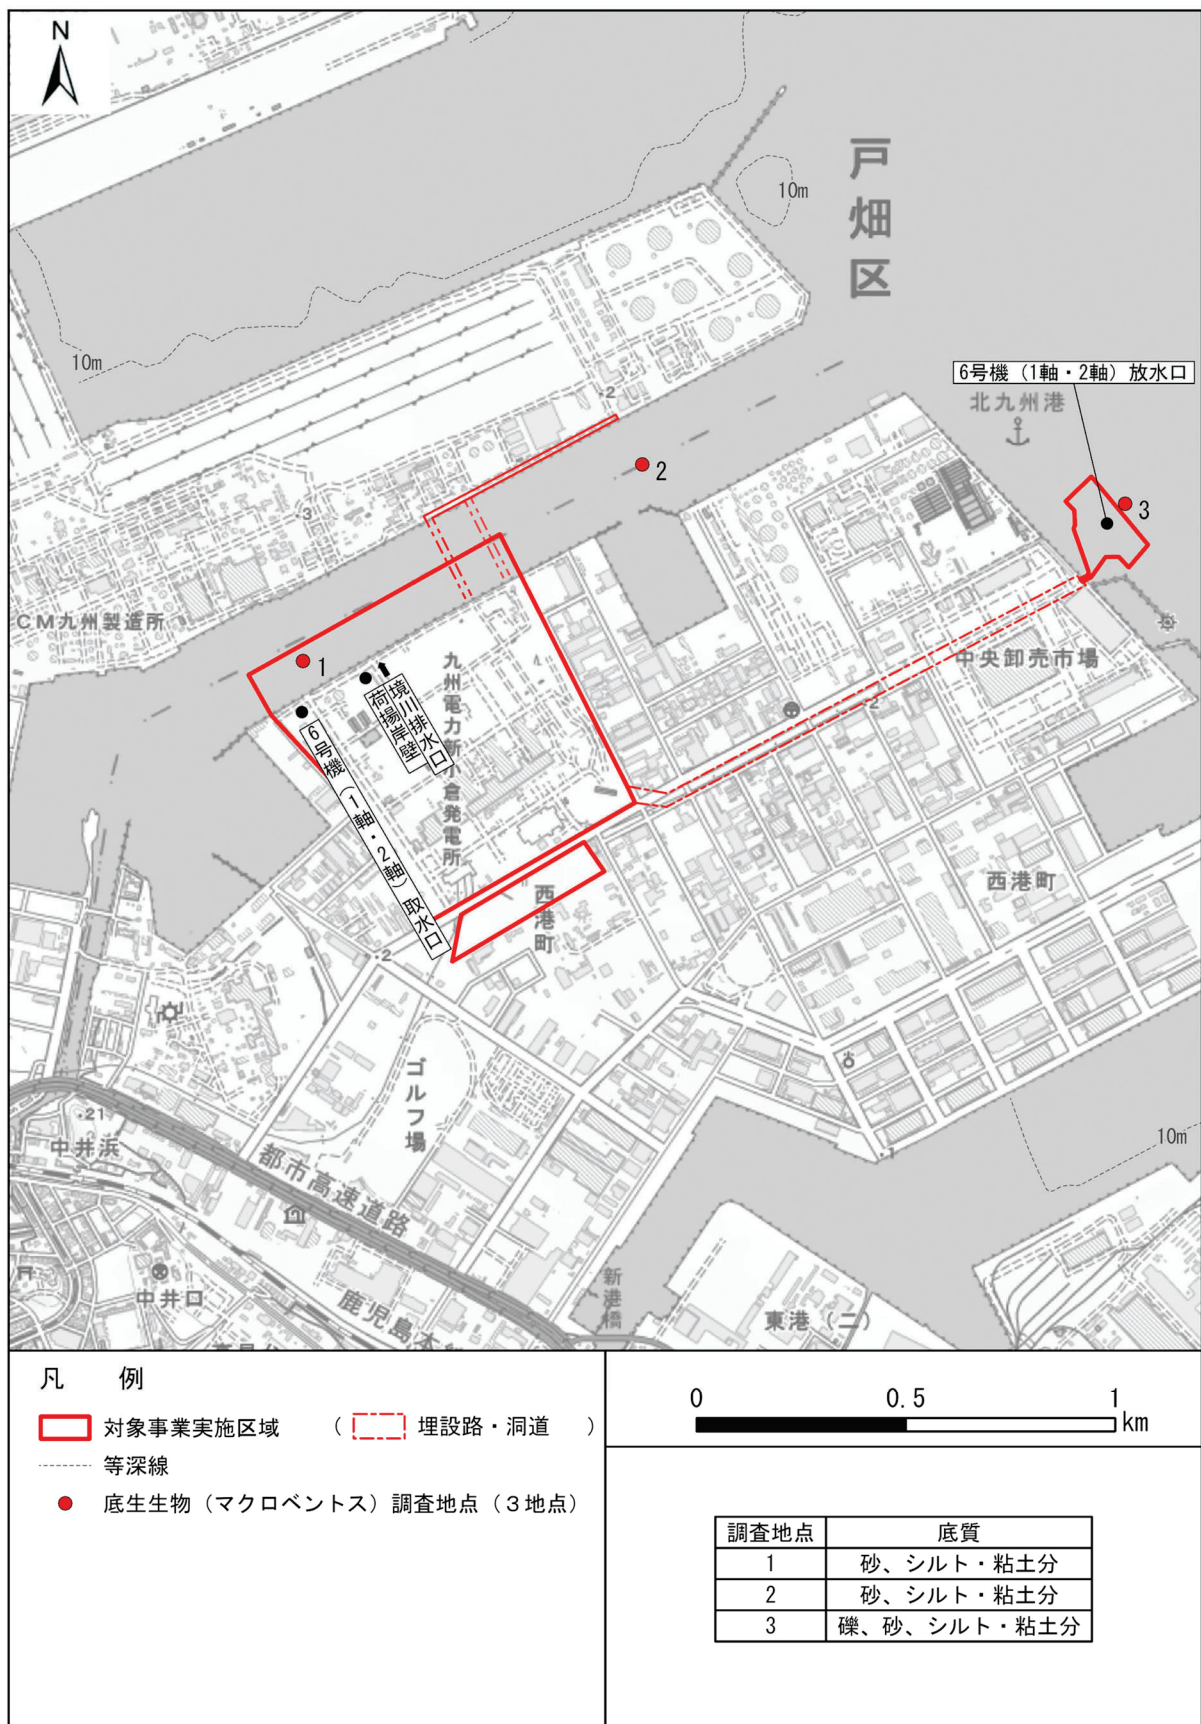 N
戸畑区
10m
10m
6号機（1軸・2軸）放水口
北九州港
2
2
3
3
CM九州製造所
1
荷揚岸壁
境川排水口
九州電力新小倉発電所
6号機（1軸・2軸）取水口
中央卸売市場
2
西港町
西港町
2
ゴルフ場
21
中井浜
都市高速道路
1
10m
中井口
鹿児島本線
新港橋
東港（二）
凡　例
対象事業実施区域　（　埋設路・洞道　）
等深線
底生生物（マクロベントス）調査地点（３地点）
0 0.5 1
km
調査地点 底質
1 砂、シルト・粘土分
2 砂、シルト・粘土分
3 礫、砂、シルト・粘土分